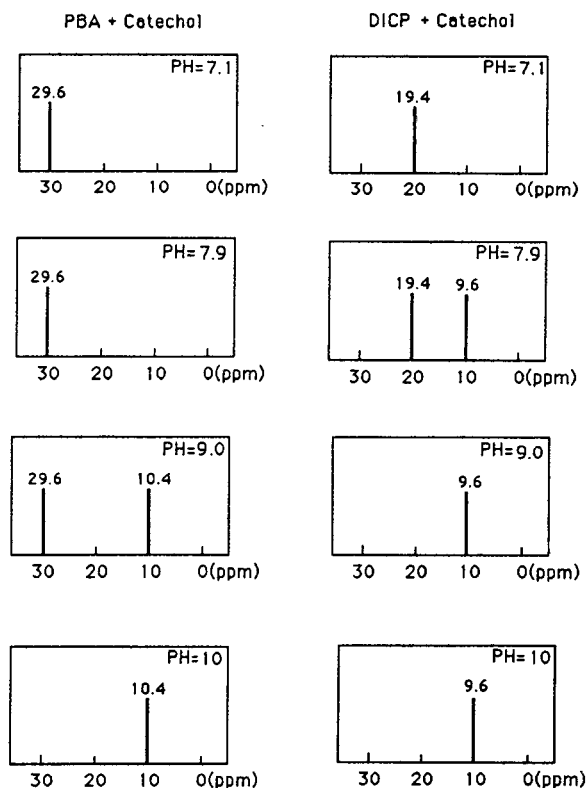 PBA + Catechol
DICP + Catechol
PH=7.1
29.6
30 20 10 0(ppm)
PH=7.1
19.4
30 20 10 0(ppm)
PH=7.9
29.6
30 20 10 0(ppm)
PH=7.9
19.4 9.6
30 20 10 0(ppm)
PH=9.0
29.6 10.4
30 20 10 0(ppm)
PH=9.0
9.6
30 20 10 0(ppm)
PH=10
10.4
30 20 10 0(ppm)
PH=10
9.6
30 20 10 0(ppm)